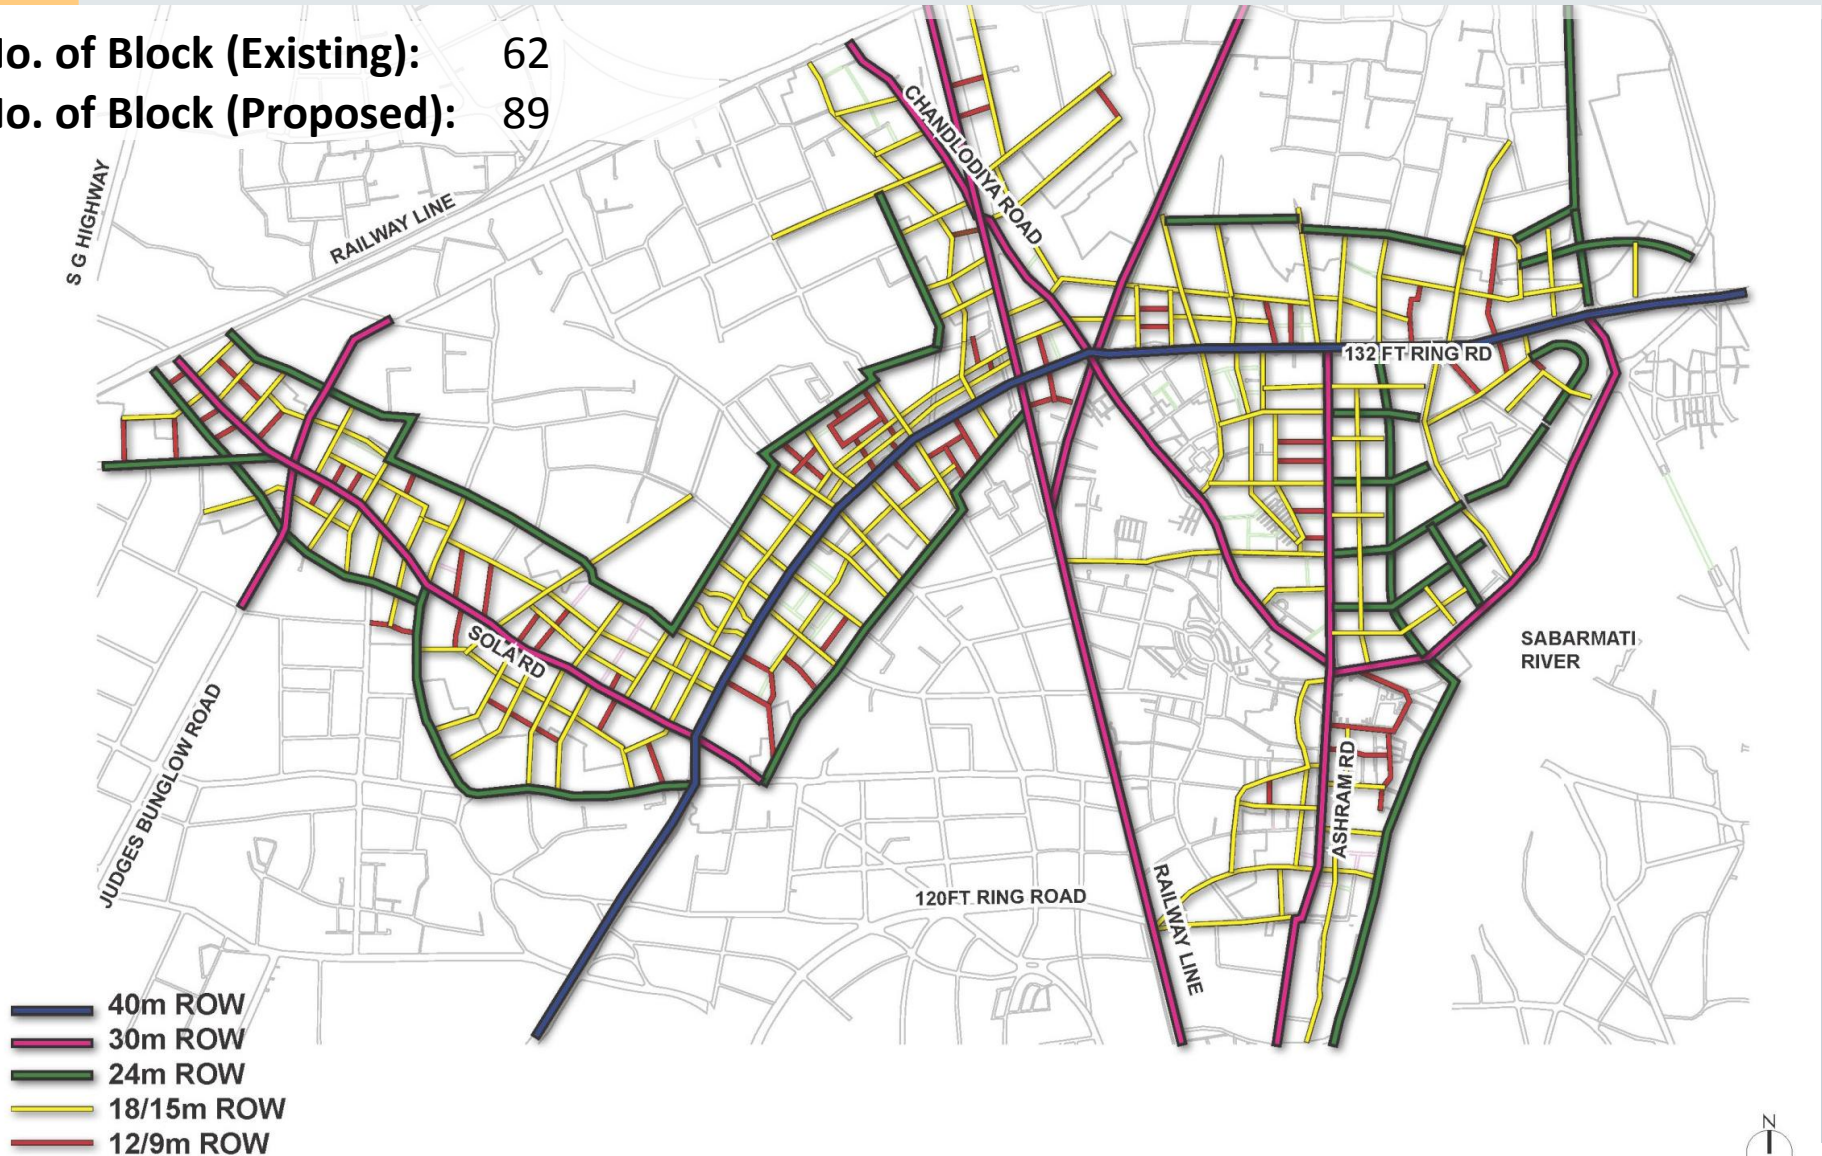 lo. of Block (Existing): 62
lo. of Block (Proposed): 89
S G HIGHWAY
RAILWAY LINE
CHANDLODIYA ROAD
132 FT RING RD
SOLA RD
SABARMATI
RIVER
JUDGES BUNGLOW ROAD
ASHRAM RD
120FT RING ROAD
RAILWAY LINE
40m ROW
30m ROW
24m ROW
18/15m ROW
12/9m ROW
N